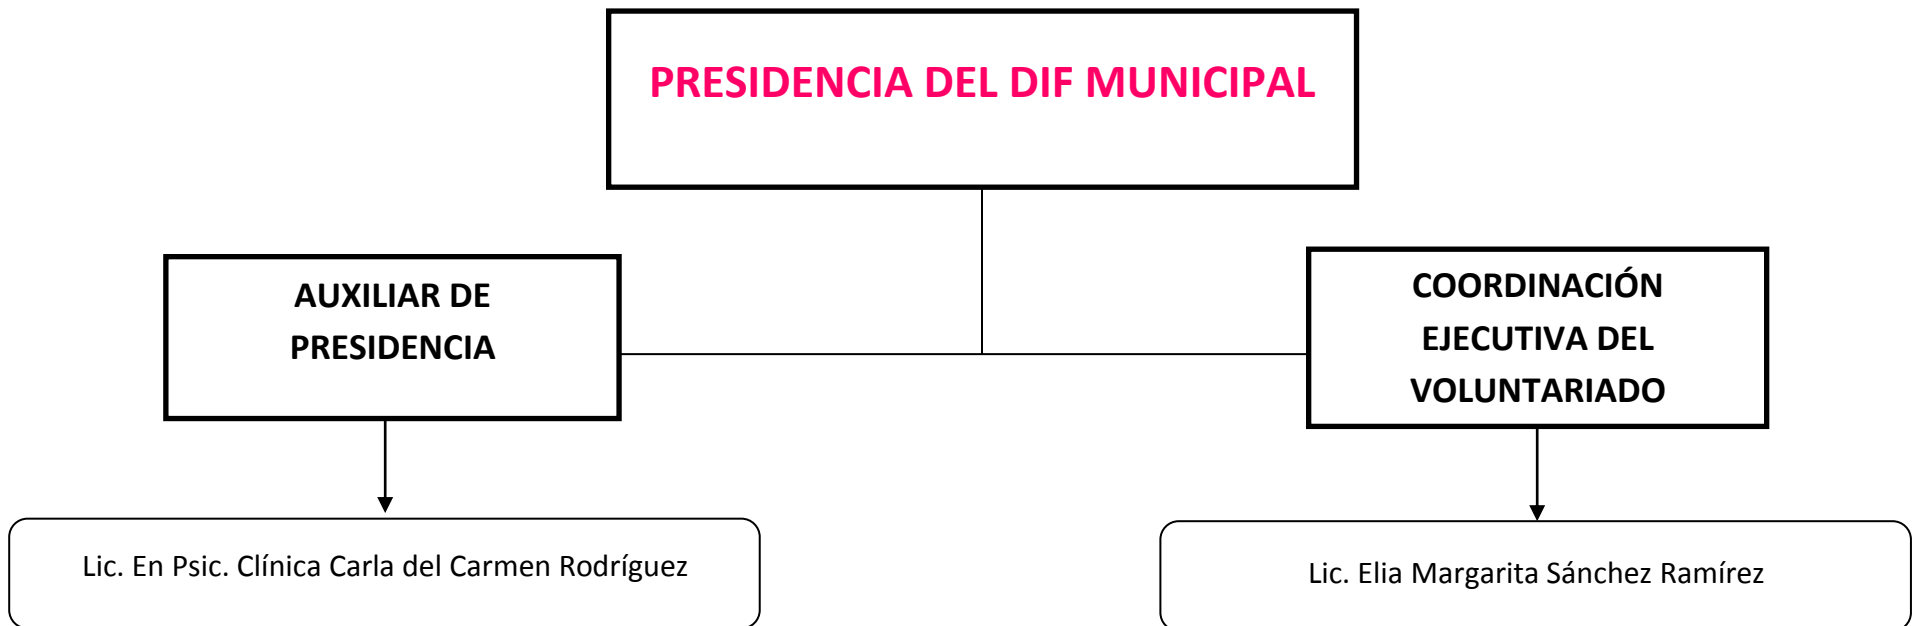 PRESIDENCIA DEL DIF MUNICIPAL
AUXILIAR DE
PRESIDENCIA
COORDINACIÓN
EJECUTIVA DEL
VOLUNTARIADO
Lic. En Psic. Clínica Carla del Carmen Rodríguez
Lic. Elia Margarita Sánchez Ramírez